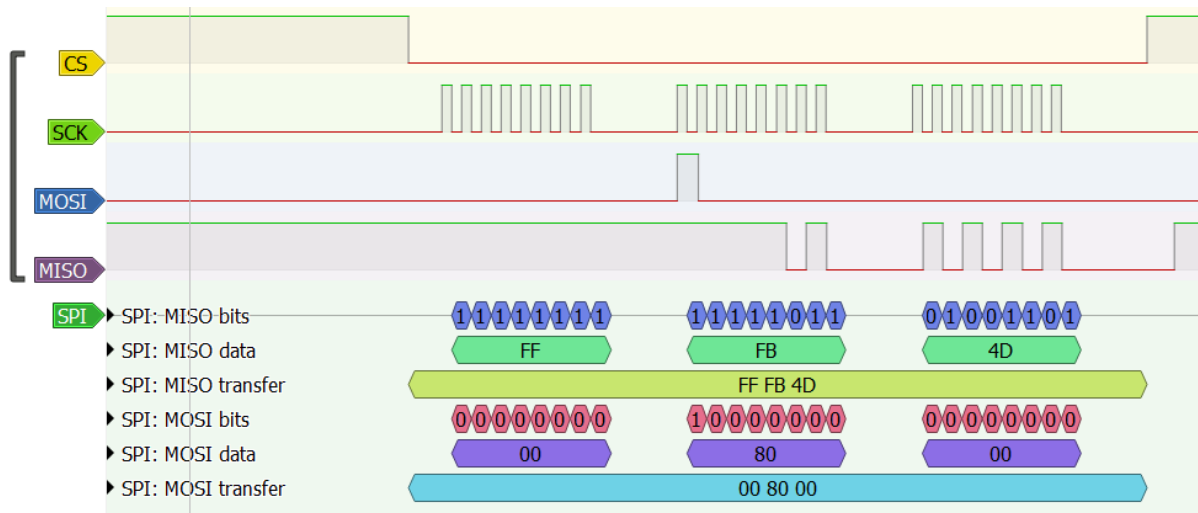 CS
SCK
MOSI
MISO
SPI
SPI: MISO bits
1 1 1 1 1 1 1 1
1 1 1 1 1 0 1 1
0 1 0 0 1 1 0 1
SPI: MISO data
FF
FB
4D
SPI: MISO transfer
FF FB 4D
SPI: MOSI bits
0 0 0 0 0 0 0 0
1 0 0 0 0 0 0 0
0 0 0 0 0 0 0 0
SPI: MOSI data
00
80
00
SPI: MOSI transfer
00 80 00